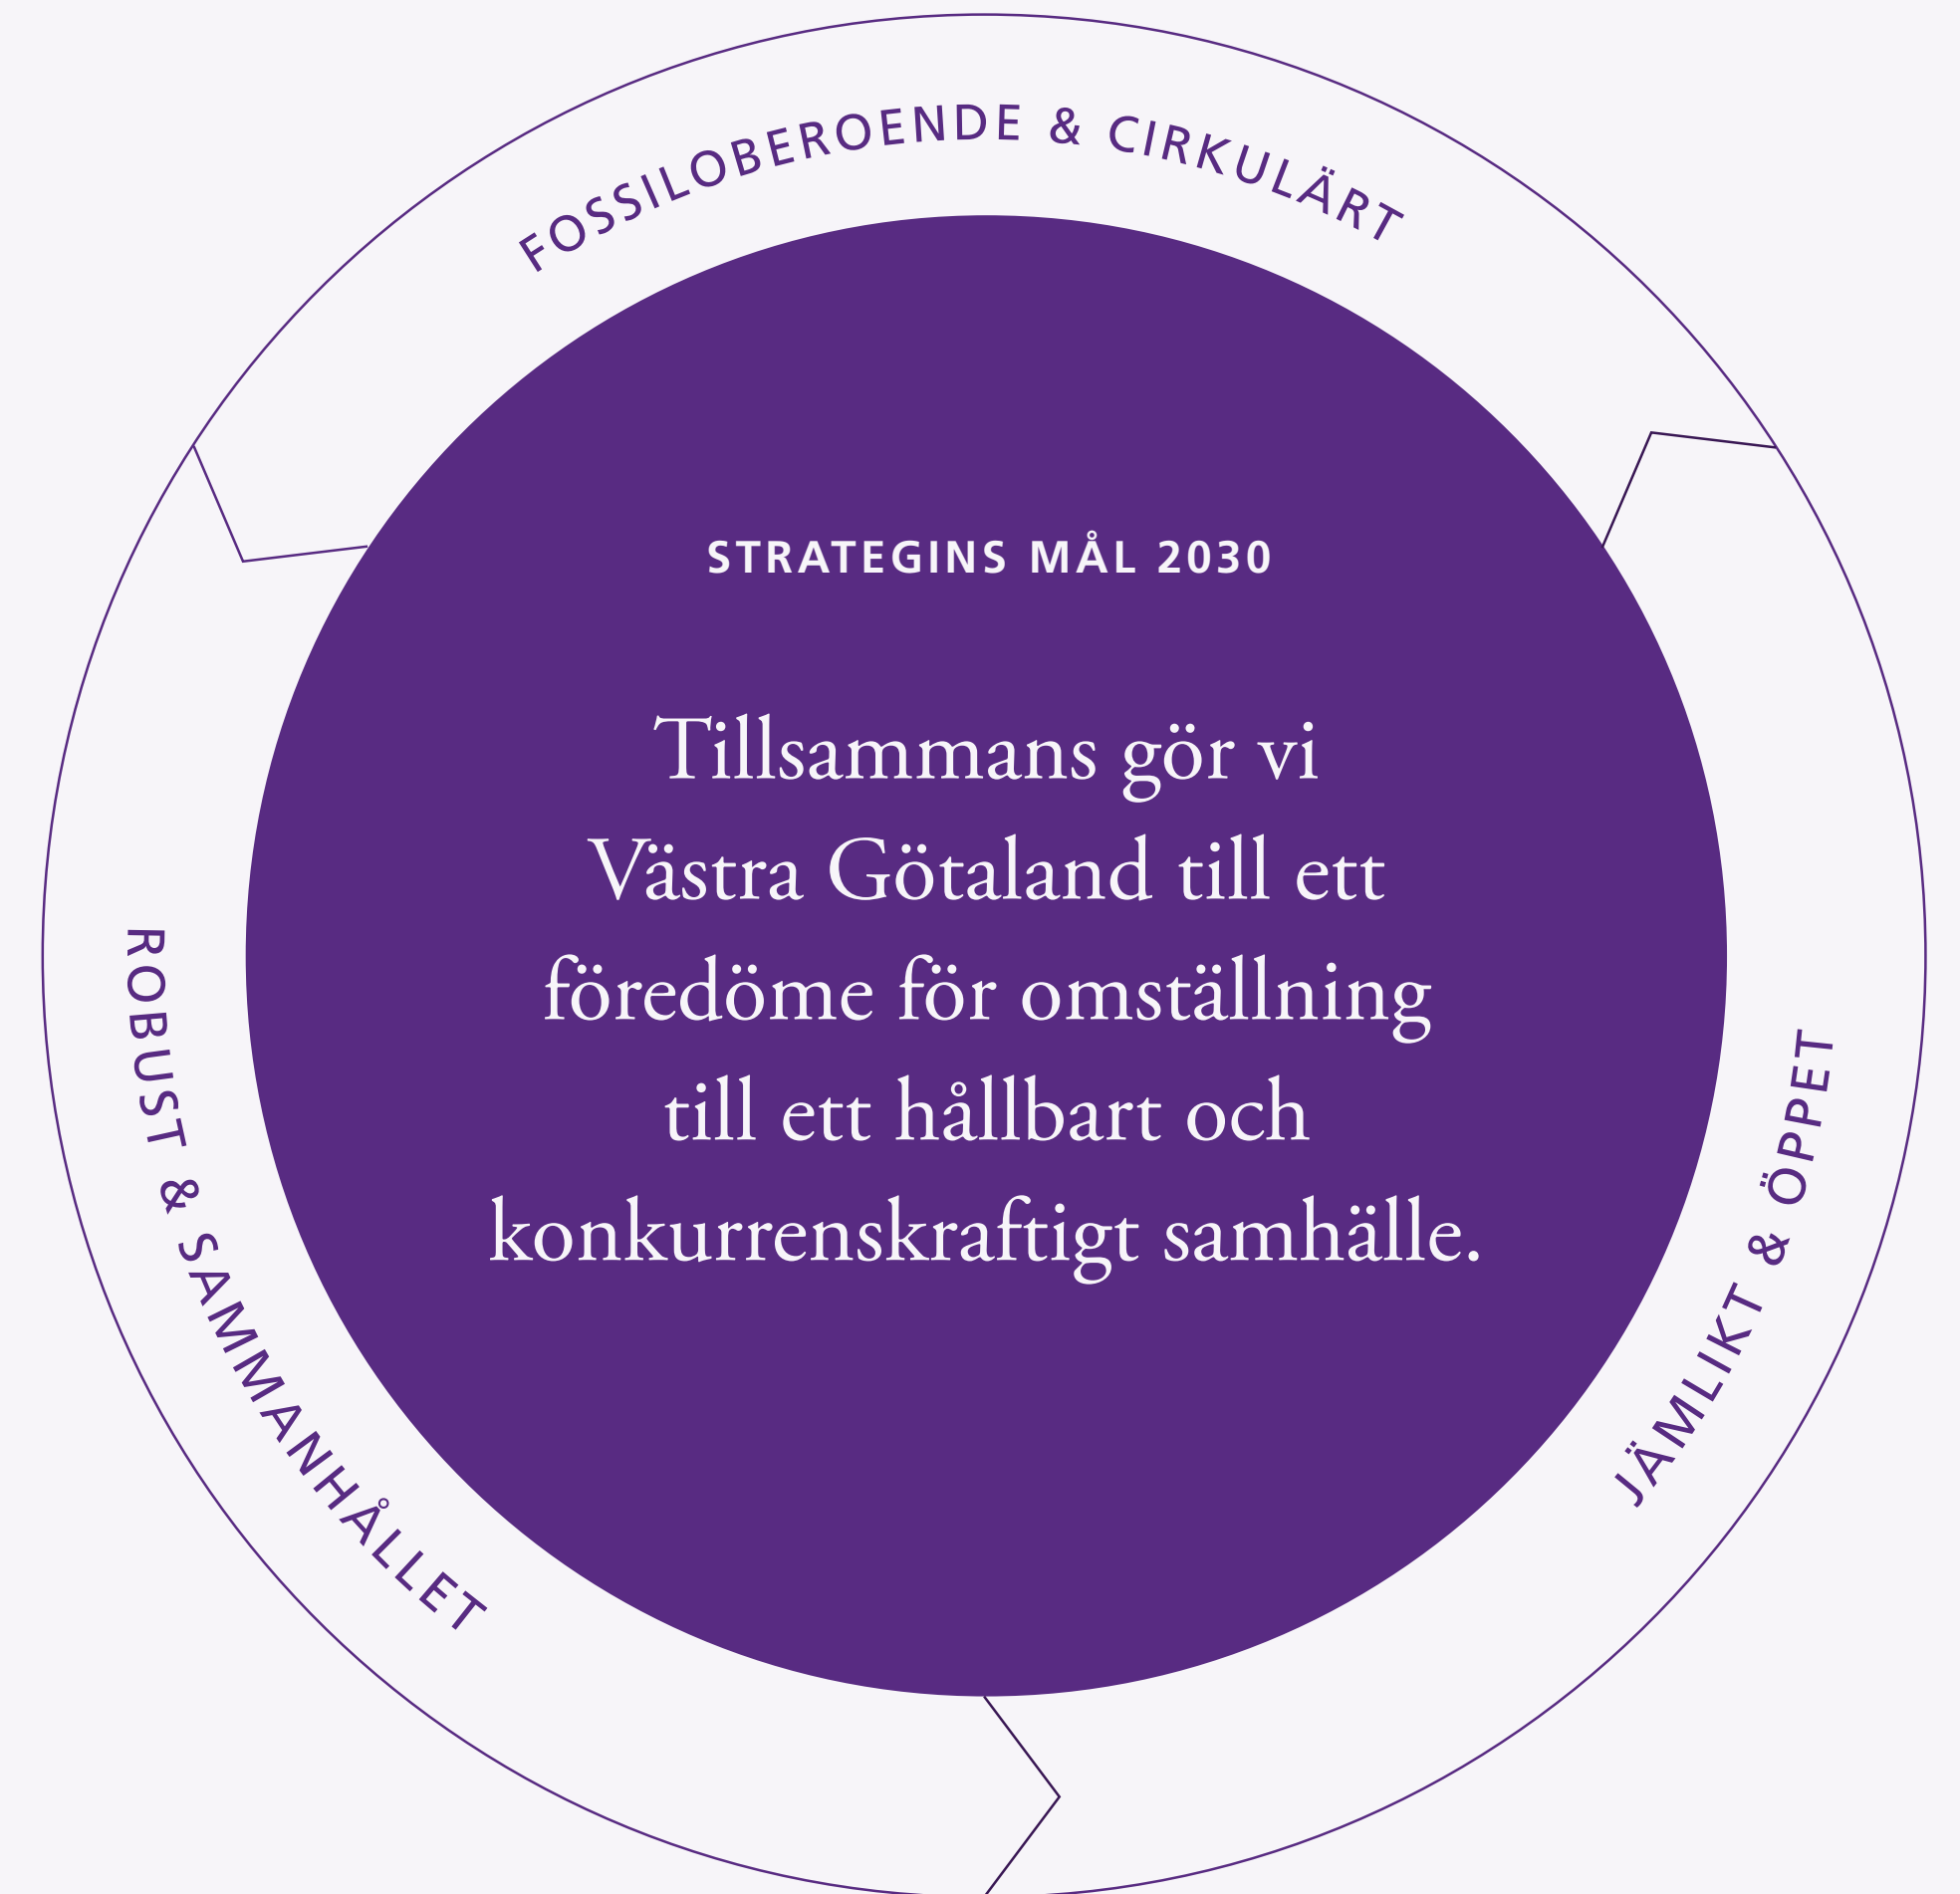 FOSSILOBEROENDE & CIRKULÄRT
STRATEGINS MÅL 2030
Tillsammans gör vi
Västra Götaland till ett
föredöme för omställning
till ett hållbart och
konkurrenskraftigt samhälle.
ROBUST & SAMMANHÅLLET
JÄMLIKT & ÖPPET